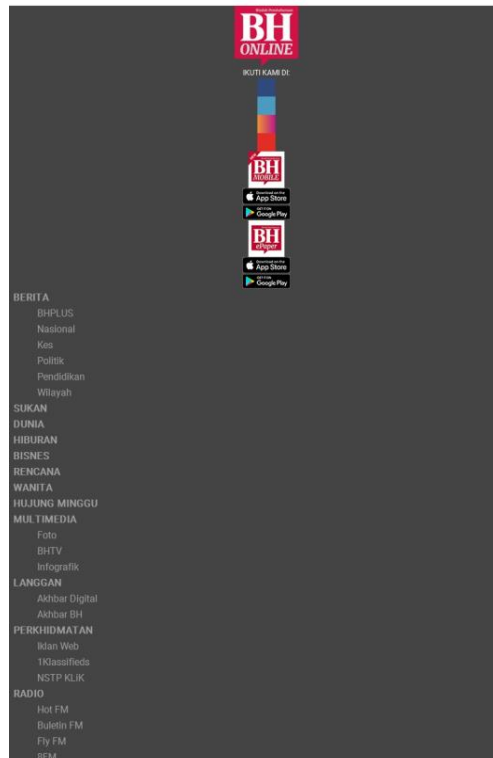 BH
ONLINE
IKUTI KAMI DI:
BH
MOBILE
Download on the
App Store
GET IT ON
Google Play
BH
ePaper
Download on the
App Store
GET IT ON
Google Play
BERITA
BHPLUS
Nasional
Kes
Politik
Pendidikan
Wilayah
SUKAN
DUNIA
HIBURAN
BISNES
RENCANA
WANITA
HUJUNG MINGGU
MULTIMEDIA
Foto
BHTV
Infografik
LANGGAN
Akhbar Digital
Akhbar BH
PERKHIDMATAN
Iklan Web
1Klassifieds
NSTP KLiK
RADIO
Hot FM
Buletin FM
Fly FM